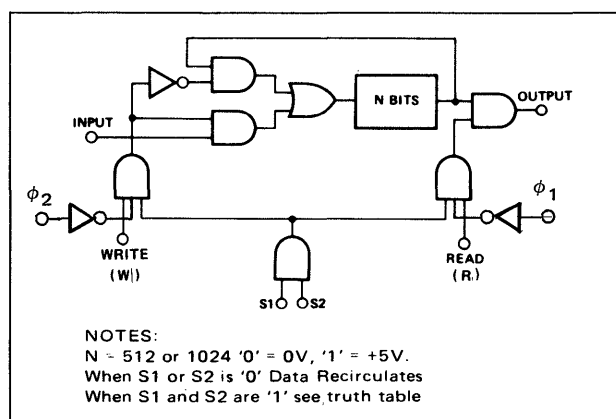 N BITS
OUTPUT
INPUT
ϕ2
ϕ1
WRITE
(W)
READ
(R)
S1 S2
NOTES:
N = 512 or 1024 '0' = 0V, '1' = +5V.
When S1 or S2 is '0' Data Recirculates
When S1 and S2 are '1' see truth table